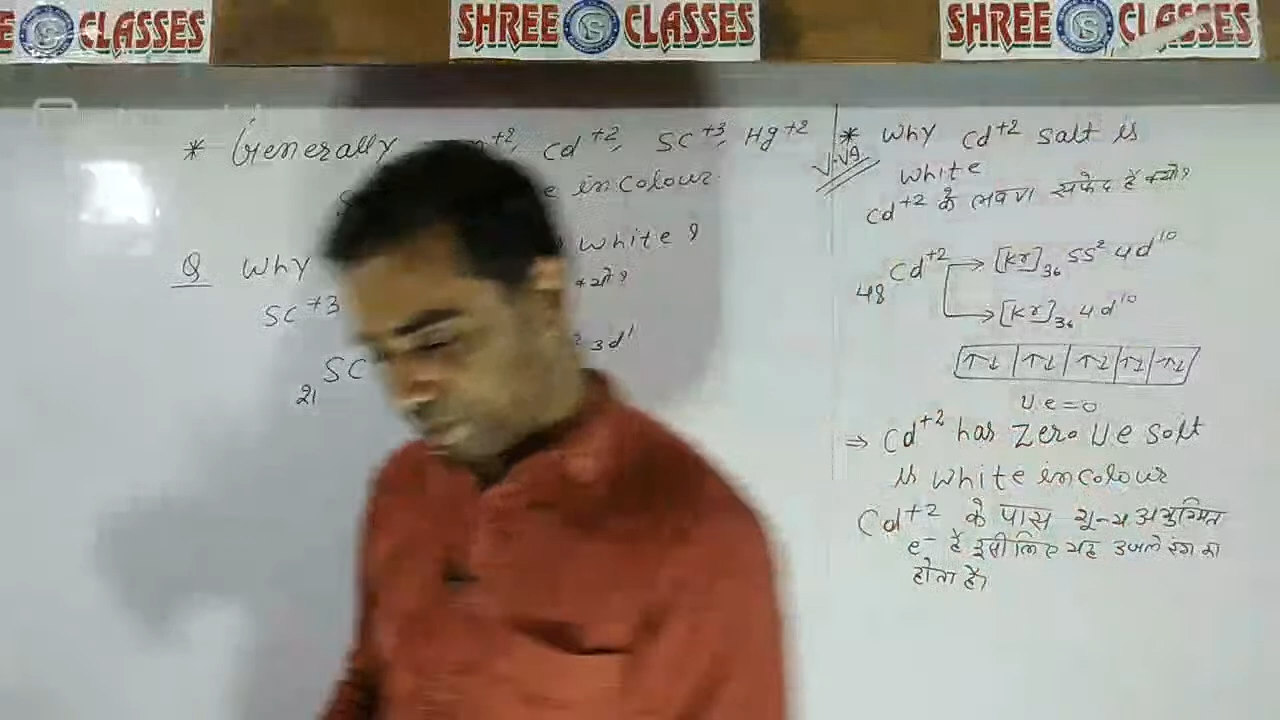 SHREE CLASSES
SHREE CLASSES
CLASSES
* Generally n+2, Cd+2, SC+3, Hg+2
e in colour.
Q Why white ?
SC+3
21 SC 3d1
* Why Cd+2 Salt is
white
Cd+2 के लवण सफेद हैं क्यों?
48 Cd+2 → [Kr]36 5S2 4d10
→ [Kr]36 4d10
↑↓ ↑↓ ↑↓ ↑↓ ↑↓
U e = 0
⇒ Cd+2 has Zero U e Salt
is white in colour
Cd+2 के पास शून्य अयुग्मित
e- है इसीलिए यह उजले रंग का
होता है।